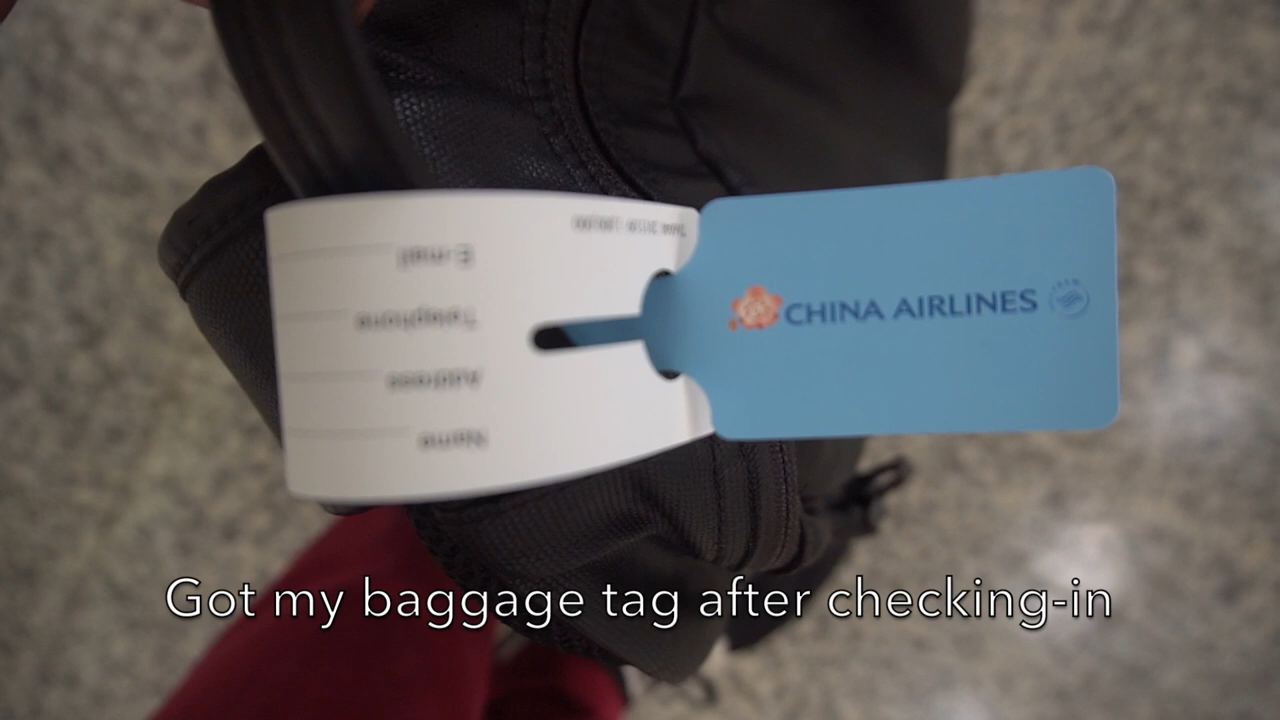 CHINA AIRLINES
Name
Address
Telephone
E-mail
Got my baggage tag after checking-in